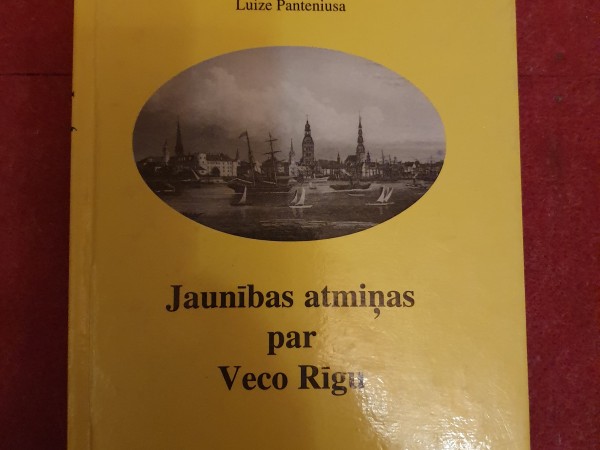 Luize Panteniusa
Jaunības atmiņas
par
Veco Rīgu